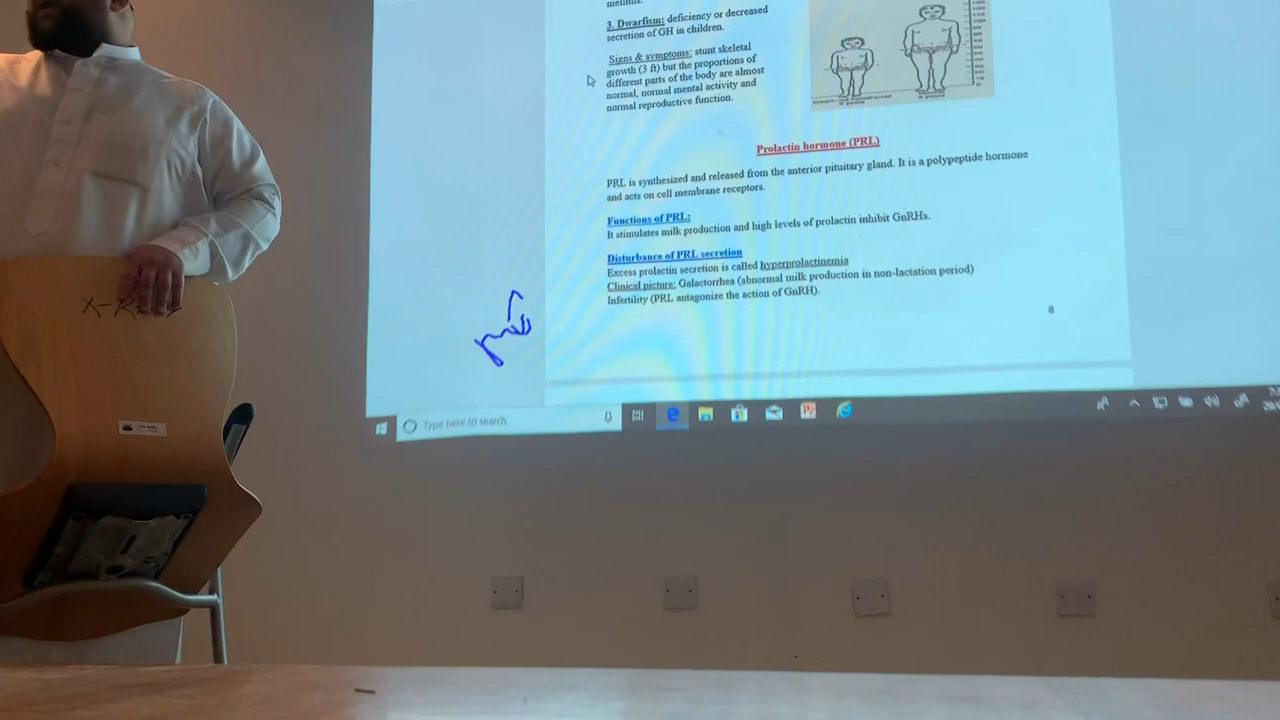 mellitus.
3. Dwarfism: deficiency or decreased
secretion of GH in children.
Signs & symptoms: stunt skeletal
growth (3 ft) but the proportions of
different parts of the body are almost
normal, normal mental activity and
normal reproductive function.
Prolactin hormone (PRL)
PRL is synthesized and released from the anterior pituitary gland. It is a polypeptide hormone
and acts on cell membrane receptors.
Functions of PRL:
It stimulates milk production and high levels of prolactin inhibit GnRHs.
Disturbance of PRL secretion
Excess prolactin secretion is called hyperprolactinemia
Clinical picture: Galactorrhea (abnormal milk production in non-lactation period)
Infertility (PRL antagonize the action of GnRH).
8
Type here to search